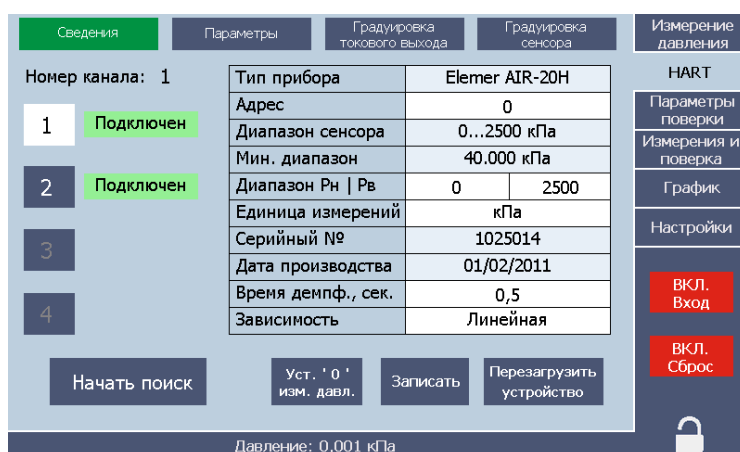 Сведения
Параметры
Градуировка
токового выхода
Градуировка
сенсора
Измерение
давления
Номер канала: 1
HART
Тип прибора Elemer AIR-20H
Адрес 0
Параметры
поверки
1 Подключен
Диапазон сенсора 0...2500 кПа
Измерения и
поверка
Мин. диапазон 40.000 кПа
2 Подключен
Диапазон Рн | Рв 0 2500
График
Единица измерений кПа
Настройки
3
Серийный № 1025014
Дата производства 01/02/2011
Время демпф., сек. 0,5
ВКЛ.
Вход
4
Зависимость Линейная
ВКЛ.
Сброс
Начать поиск
Уст. ' 0 '
изм. давл.
Записать
Перезагрузить
устройство
Давление: 0.001 кПа